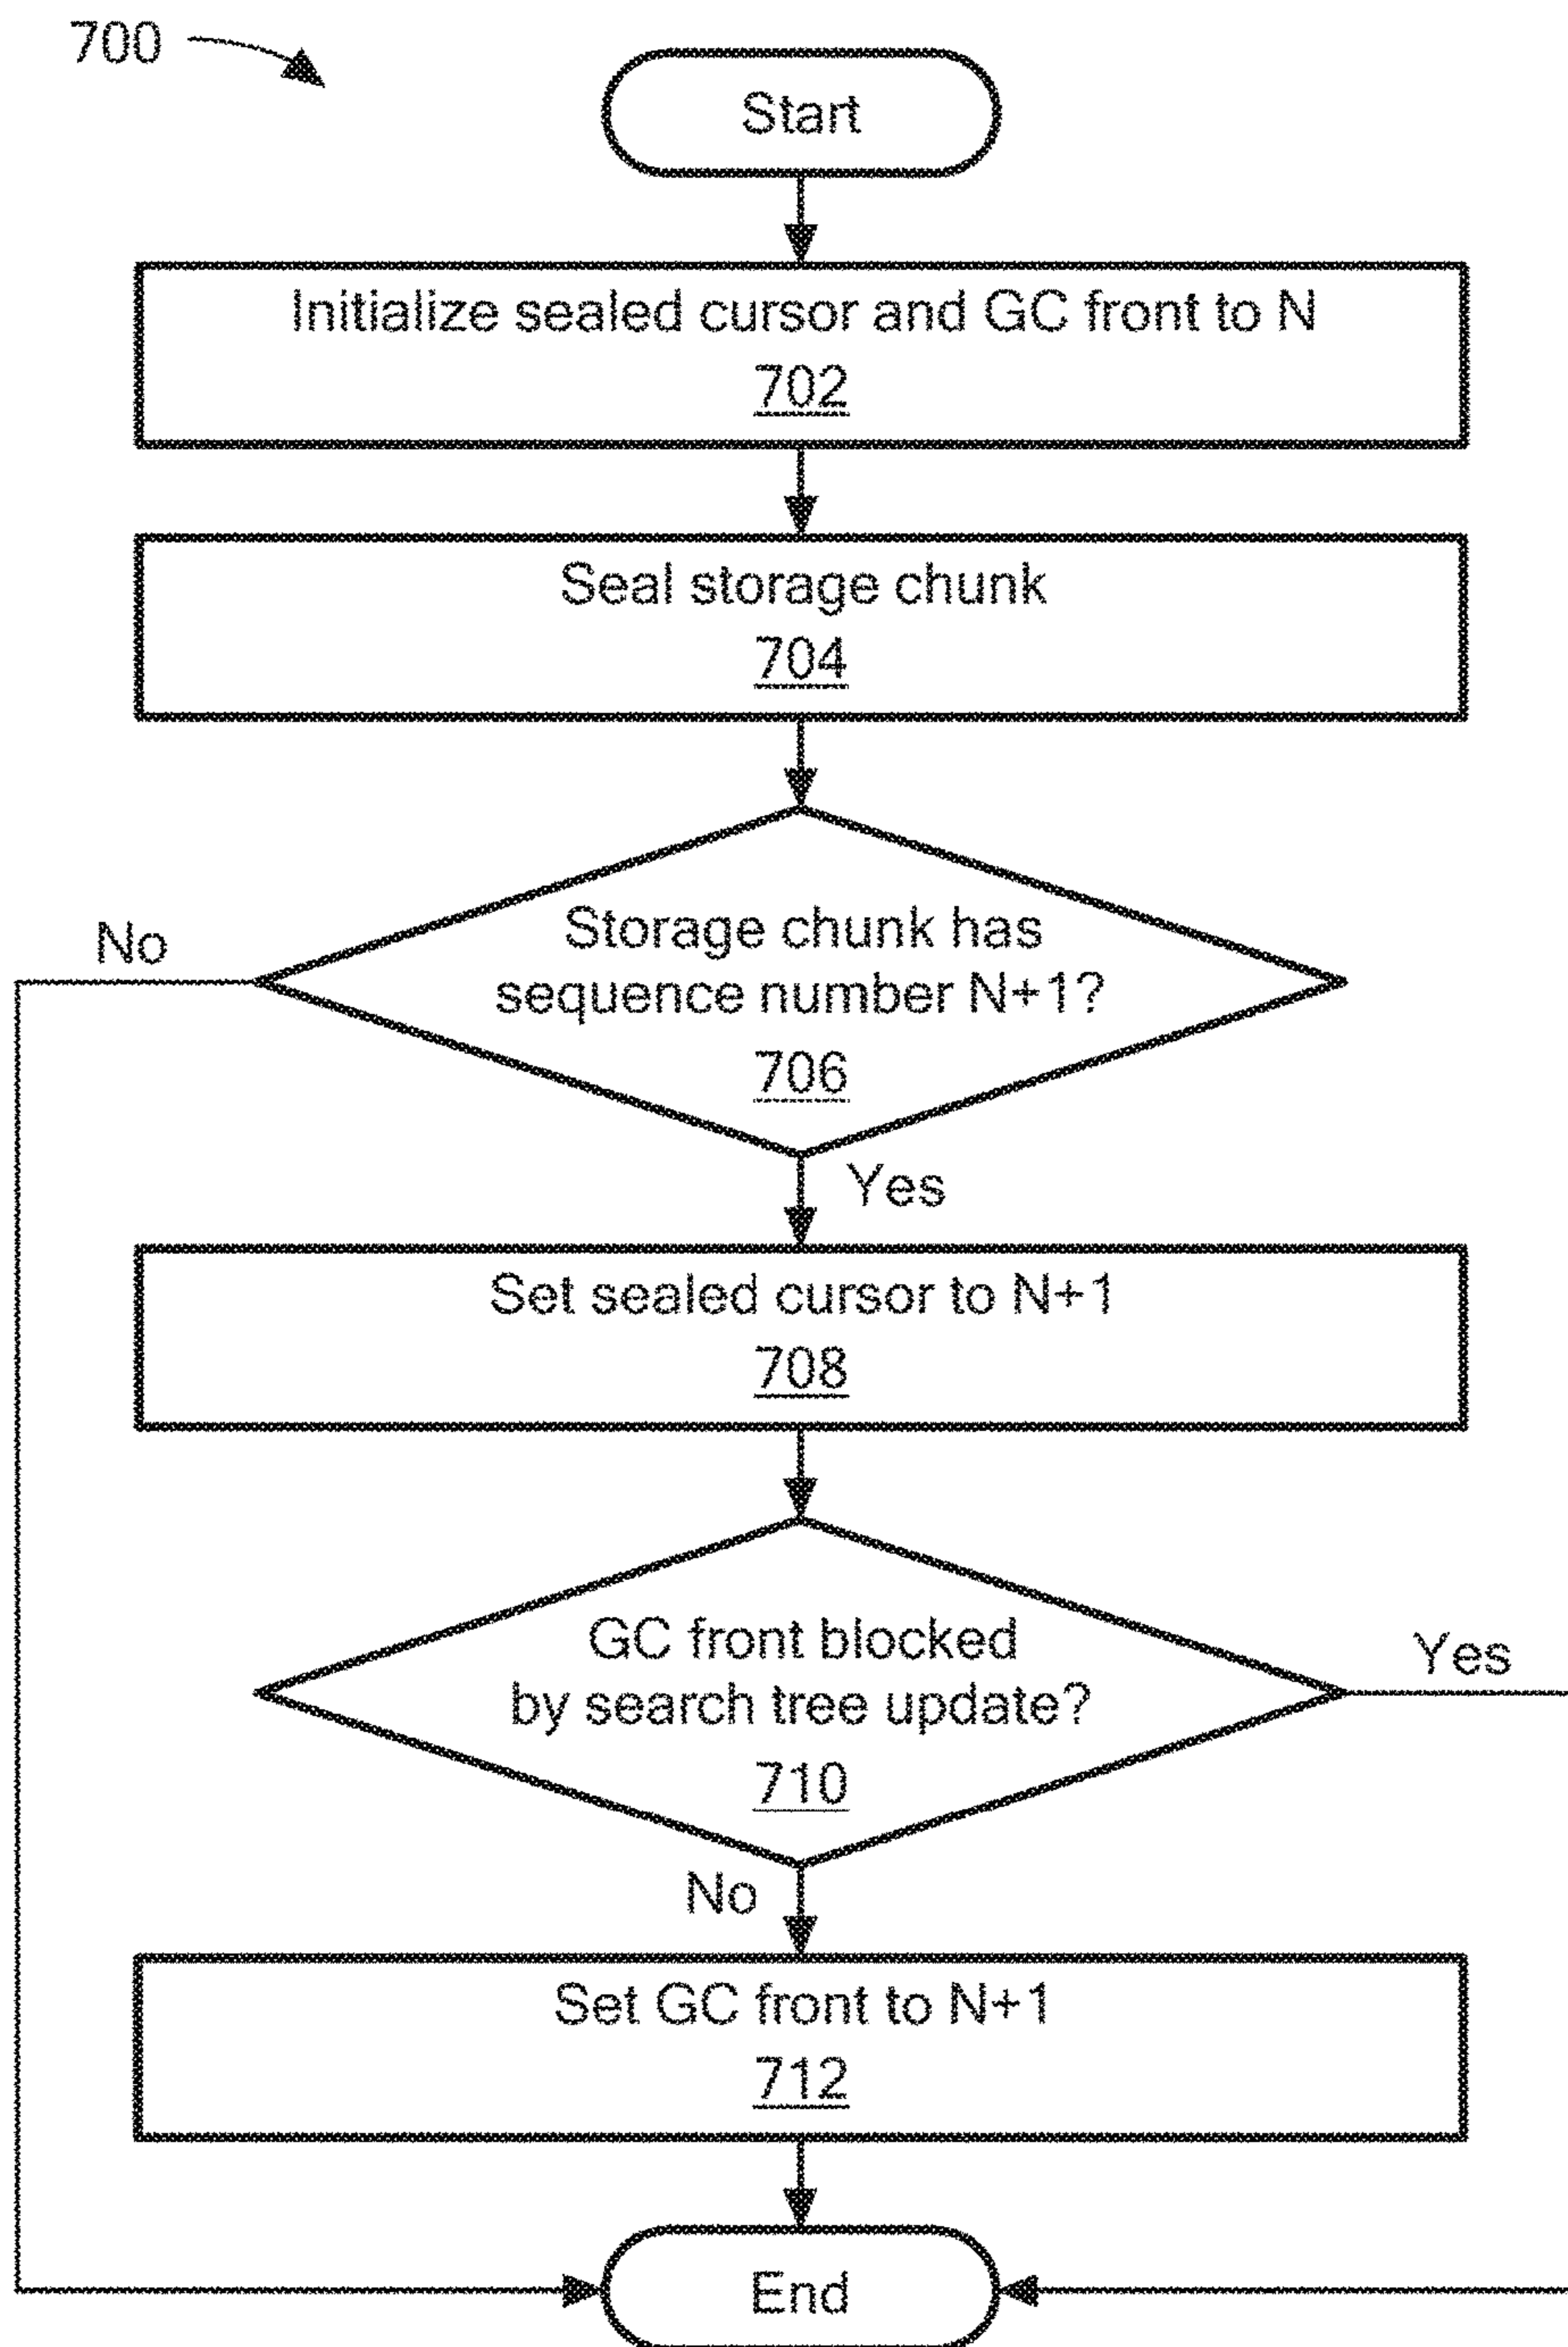 700
Start
Initialize sealed cursor and GC front to N
702
Seal storage chunk
704
Storage chunk has
sequence number N+1?
706
No
Yes
Set sealed cursor to N+1
708
GC front blocked
by search tree update?
710
Yes
No
Set GC front to N+1
712
End